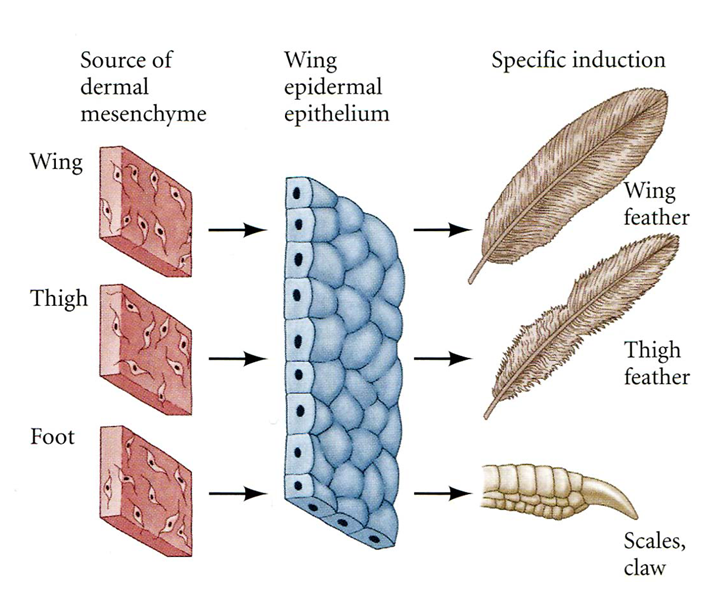 Source of
dermal
mesenchyme
Wing
epidermal
epithelium
Specific induction
Wing
Wing
feather
Thigh
Thigh
feather
Foot
Scales,
claw